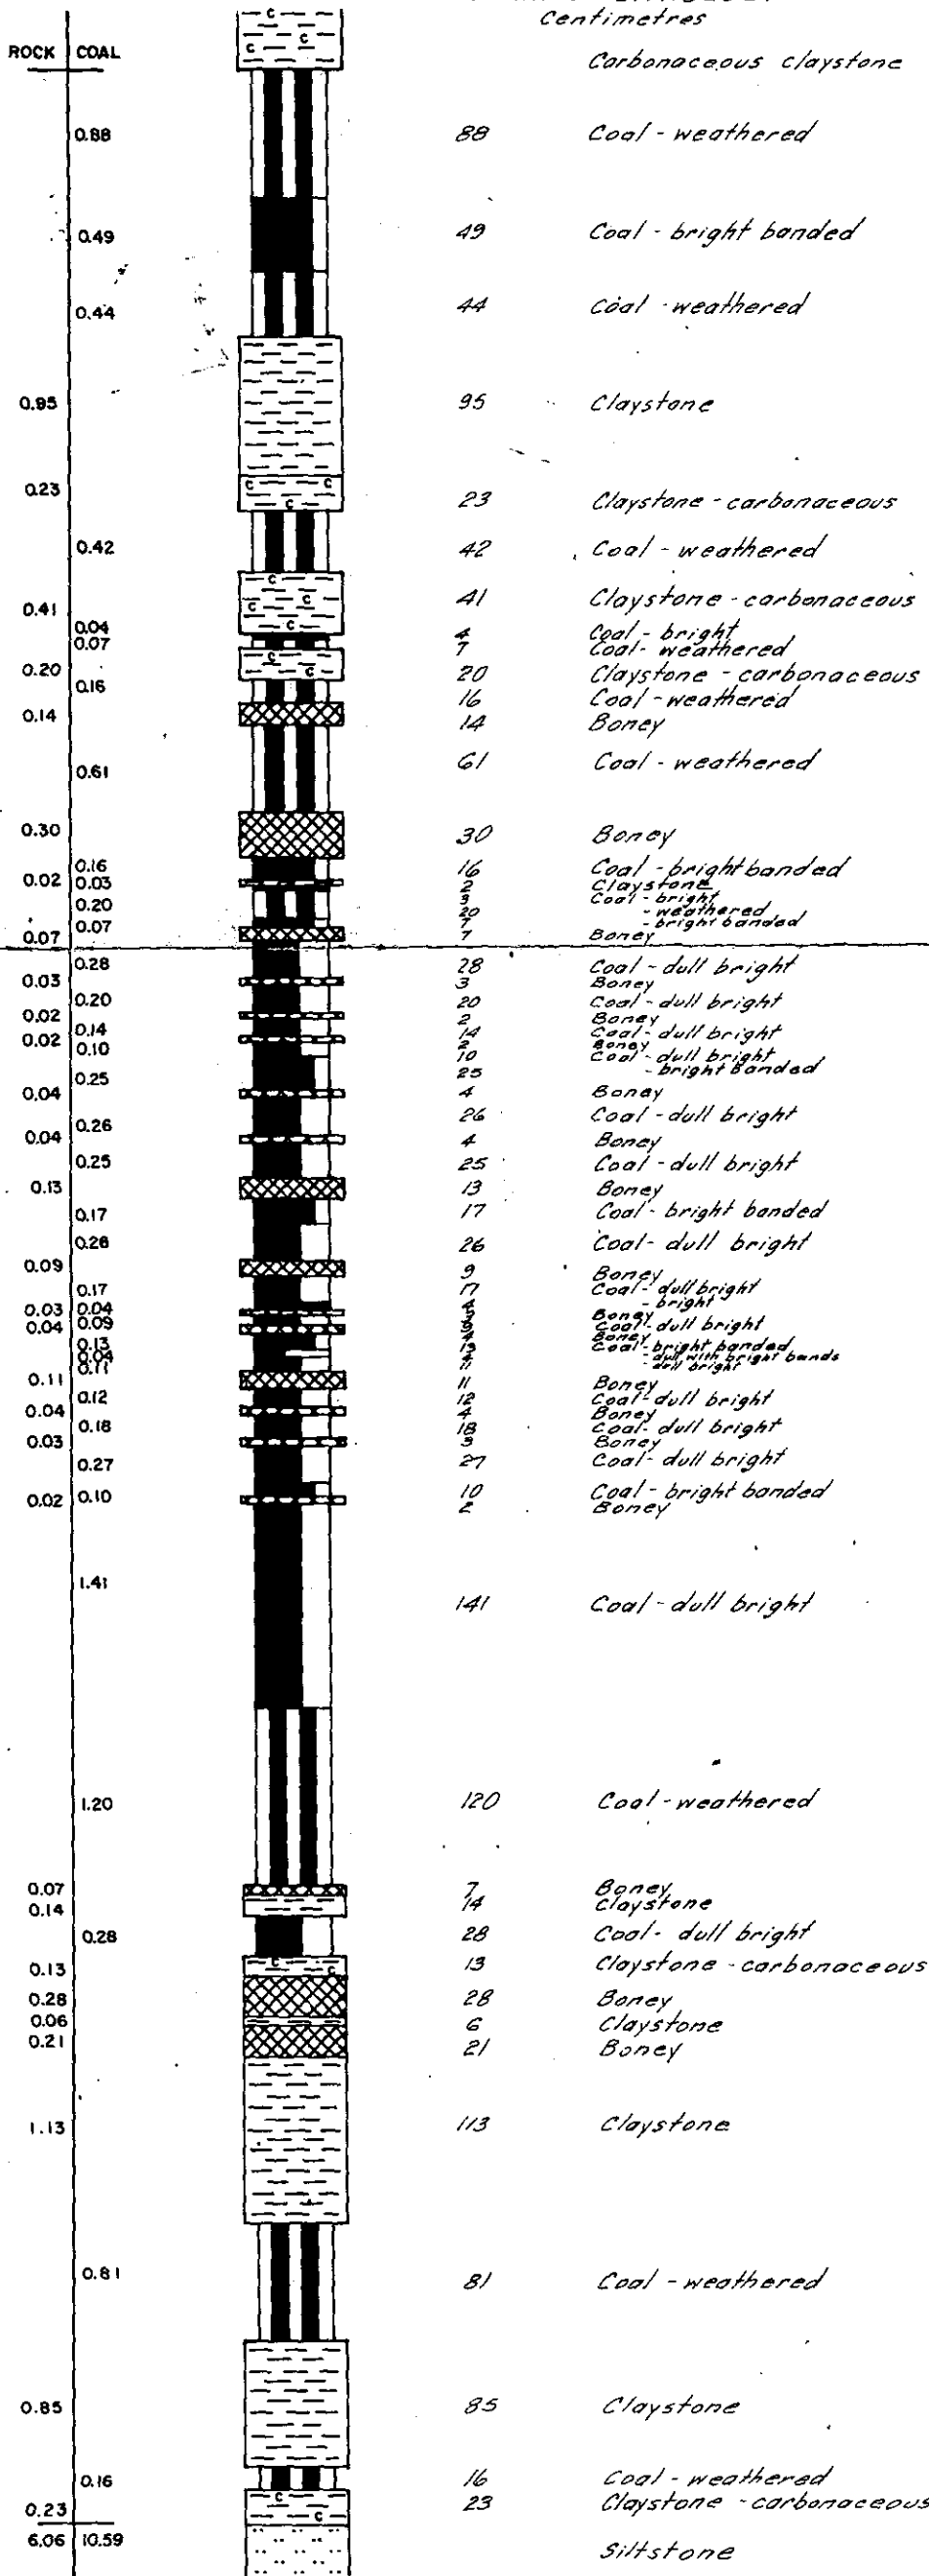 Centimetres
ROCK COAL Carbonaceous claystone
0.88 88 Coal - weathered
0.49 49 Coal - bright banded
0.44 44 Coal - weathered
0.95 95 Claystone
0.23 23 Claystone - carbonaceous
0.42 42 Coal - weathered
0.41 41 Claystone - carbonaceous
0.04 4 Coal - bright
0.07 7 Coal - weathered
0.20 20 Claystone - carbonaceous
0.16 16 Coal - weathered
0.14 14 Boney
0.61 61 Coal - weathered
0.30 30 Boney
0.16 16 Coal - bright banded
0.02 2 Claystone
0.03 3 Coal - bright
0.20 20 - weathered
0.07 7 - bright banded
0.07 7 Boney
0.28 28 Coal - dull bright
0.03 3 Boney
0.20 20 Coal - dull bright
0.02 2 Boney
0.14 14 Coal - dull bright
0.02 2 Boney
0.10 10 Coal - dull bright
0.25 25 - bright banded
0.04 4 Boney
0.26 26 Coal - dull bright
0.04 4 Boney
0.25 25 Coal - dull bright
0.13 13 Boney
0.17 17 Coal - bright banded
0.26 26 Coal - dull bright
0.09 9 Boney
0.17 17 Coal - dull bright
0.04 4 - bright
0.03 Boney
0.09 9 Coal - dull bright
0.04 4 Boney
0.13 13 Coal - bright banded
0.04 4 - dull with bright bands
0.11 11 - dull bright
0.11 11 Boney
0.12 12 Coal - dull bright
0.04 4 Boney
0.18 18 Coal - dull bright
0.03 3 Boney
0.27 27 Coal - dull bright
0.10 10 Coal - bright banded
0.02 2 Boney
1.41 141 Coal - dull bright
1.20 120 Coal - weathered
0.07 7 Boney
0.14 14 Claystone
0.28 28 Coal - dull bright
0.13 13 Claystone - carbonaceous
0.28 28 Boney
0.06 6 Claystone
0.21 21 Boney
1.13 113 Claystone
0.81 81 Coal - weathered
0.85 85 Claystone
0.16 16 Coal - weathered
0.23 23 Claystone - carbonaceous
6.06 10.59 Siltstone